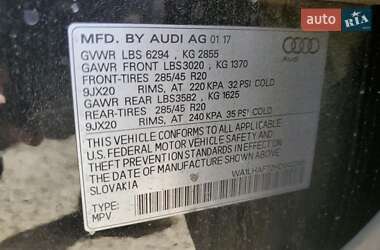 auto RIA.com
MFD. BY AUDI AG 01 17
GVWR LBS 6294 , KG 2855
GAWR FRONT LBS3020 , KG 1370
FRONT-TIRES 285/45 R20
9JX20 RIMS, AT 220 KPA 32 PSI COLD
GAWR REAR LBS3582 , KG 1625
REAR-TIRES 285/45 R20
9JX20 RIMS, AT 240 KPA 35 PSI COLD
Audi
THIS VEHICLE CONFORMS TO ALL APPLICABLE
U.S. FEDERAL MOTOR VEHICLE SAFETY AND
THEFT PREVENTION STANDARDS IN EFFECT ON
THE DATE OF MANUFACTURE SHOWN ABOVE.
SLOVAKIA
TYPE:
MPV